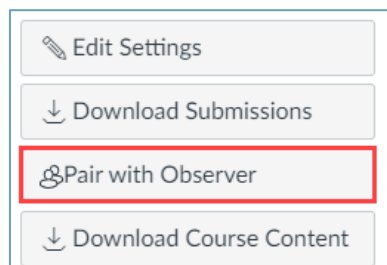 Edit Settings
Download Submissions
Pair with Observer
Download Course Content